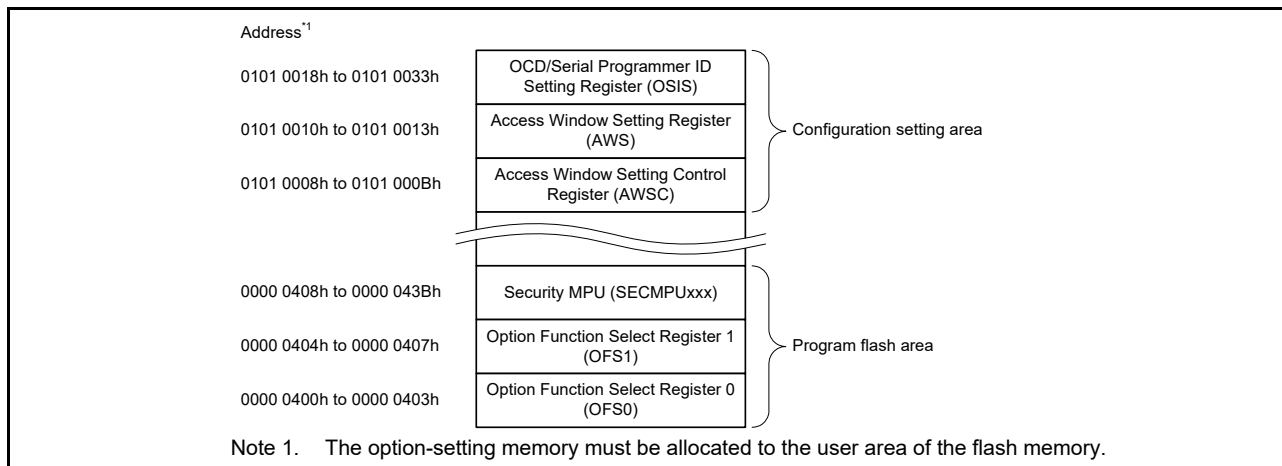 Address*1
0101 0018h to 0101 0033h
OCD/Serial Programmer ID
Setting Register (OSIS)
0101 0010h to 0101 0013h
Access Window Setting Register
(AWS)
Configuration setting area
0101 0008h to 0101 000Bh
Access Window Setting Control
Register (AWSC)
0000 0408h to 0000 043Bh
Security MPU (SECMPUxxx)
0000 0404h to 0000 0407h
Option Function Select Register 1
(OFS1)
Program flash area
0000 0400h to 0000 0403h
Option Function Select Register 0
(OFS0)
Note 1. The option-setting memory must be allocated to the user area of the flash memory.